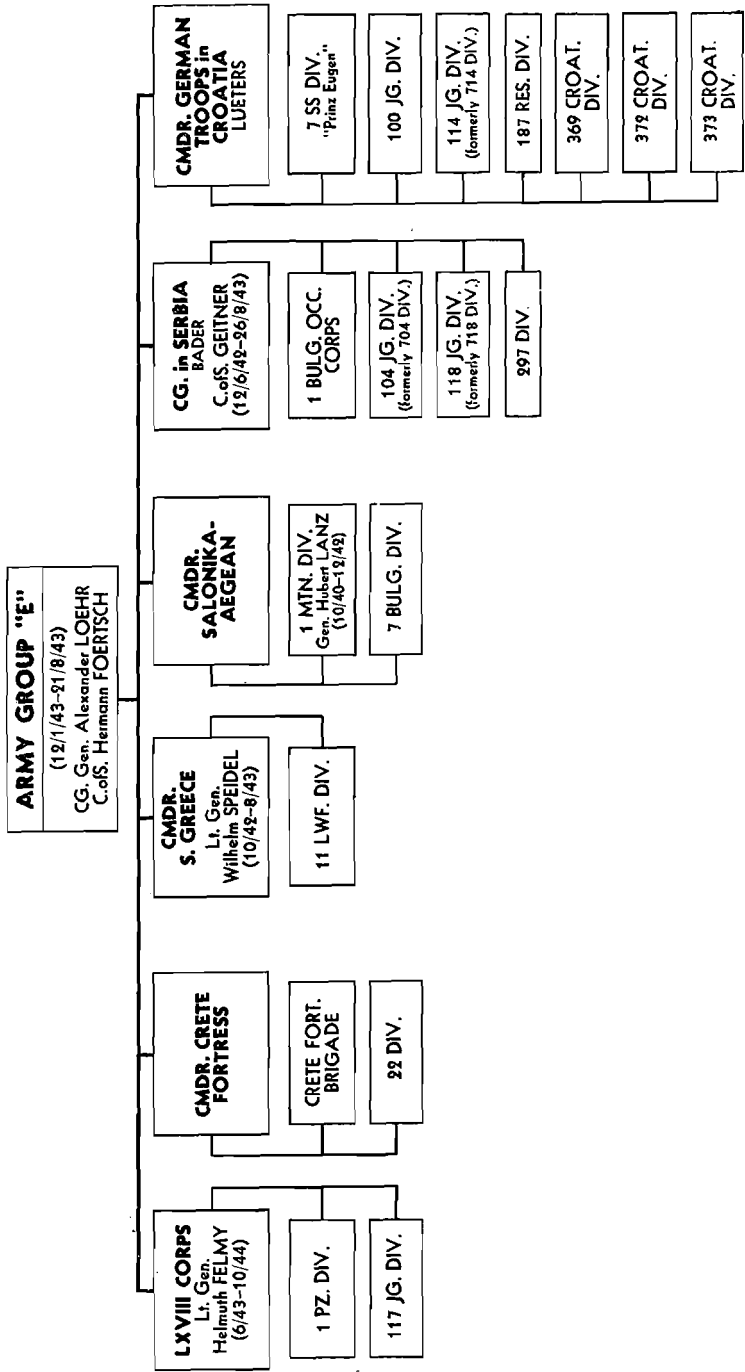 ARMY GROUP "E"
(12/1/43-21/8/43)
CG. Gen. Alexander LOEHR
C.ofS. Hermann FOERTSCH
LXVIII CORPS
Lt. Gen.
Helmuth FELMY
(6/43-10/44)
1 PZ. DIV.
117 JG. DIV.
CMDR. CRETE
FORTRESS
CRETE FORT.
BRIGADE
22 DIV.
CMDR.
S. GREECE
Lt. Gen.
Wilhelm SPEIDEL
(10/42-8/43)
11 LWF. DIV.
CMDR.
SALONIKA-
AEGEAN
1 MTN. DIV.
Gen. Hubert LANZ
(10/40-12/42)
7 BULG. DIV.
CG. in SERBIA
BADER
C.ofS. GEITNER
(12/6/42-26/8/43)
1 BULG. OCC.
CORPS
104 JG. DIV.
(formerly 704 DIV.)
118 JG. DIV.
(formerly 718 DIV.)
297 DIV.
CMDR. GERMAN
TROOPS in
CROATIA
LUETERS
7 SS DIV.
"Prinz Eugen"
100 JG. DIV.
114 JG. DIV.
(formerly 714 DIV.)
187 RES. DIV.
369 CROAT.
DIV.
372 CROAT.
DIV.
373 CROAT.
DIV.